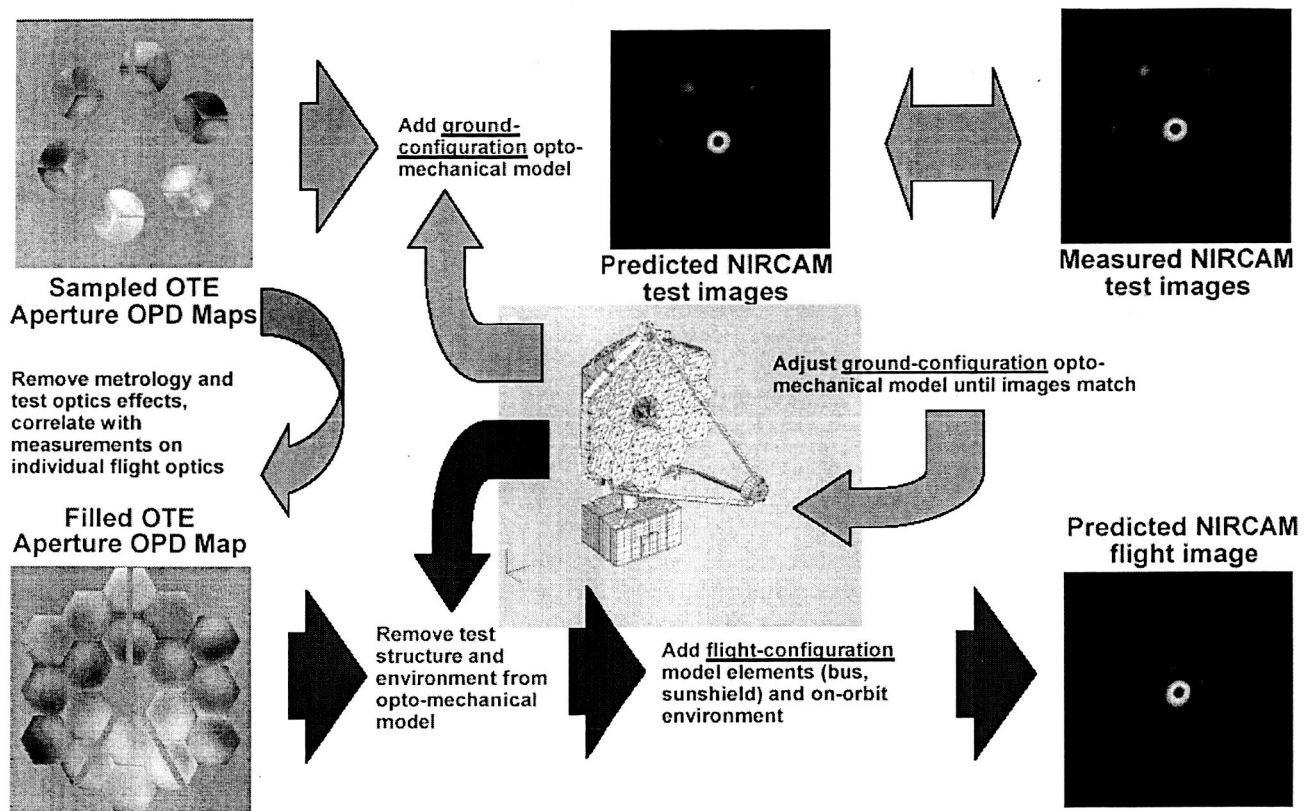 Add ground-
configuration opto-
mechanical model
Sampled OTE
Aperture OPD Maps
Predicted NIRCAM
test images
Measured NIRCAM
test images
Remove metrology and
test optics effects,
correlate with
measurements on
individual flight optics
Adjust ground-configuration opto-
mechanical model until images match
Filled OTE
Aperture OPD Map
Predicted NIRCAM
flight image
Remove test
structure and
environment from
opto-mechanical
model
Add flight-configuration
model elements (bus,
sunshield) and on-orbit
environment